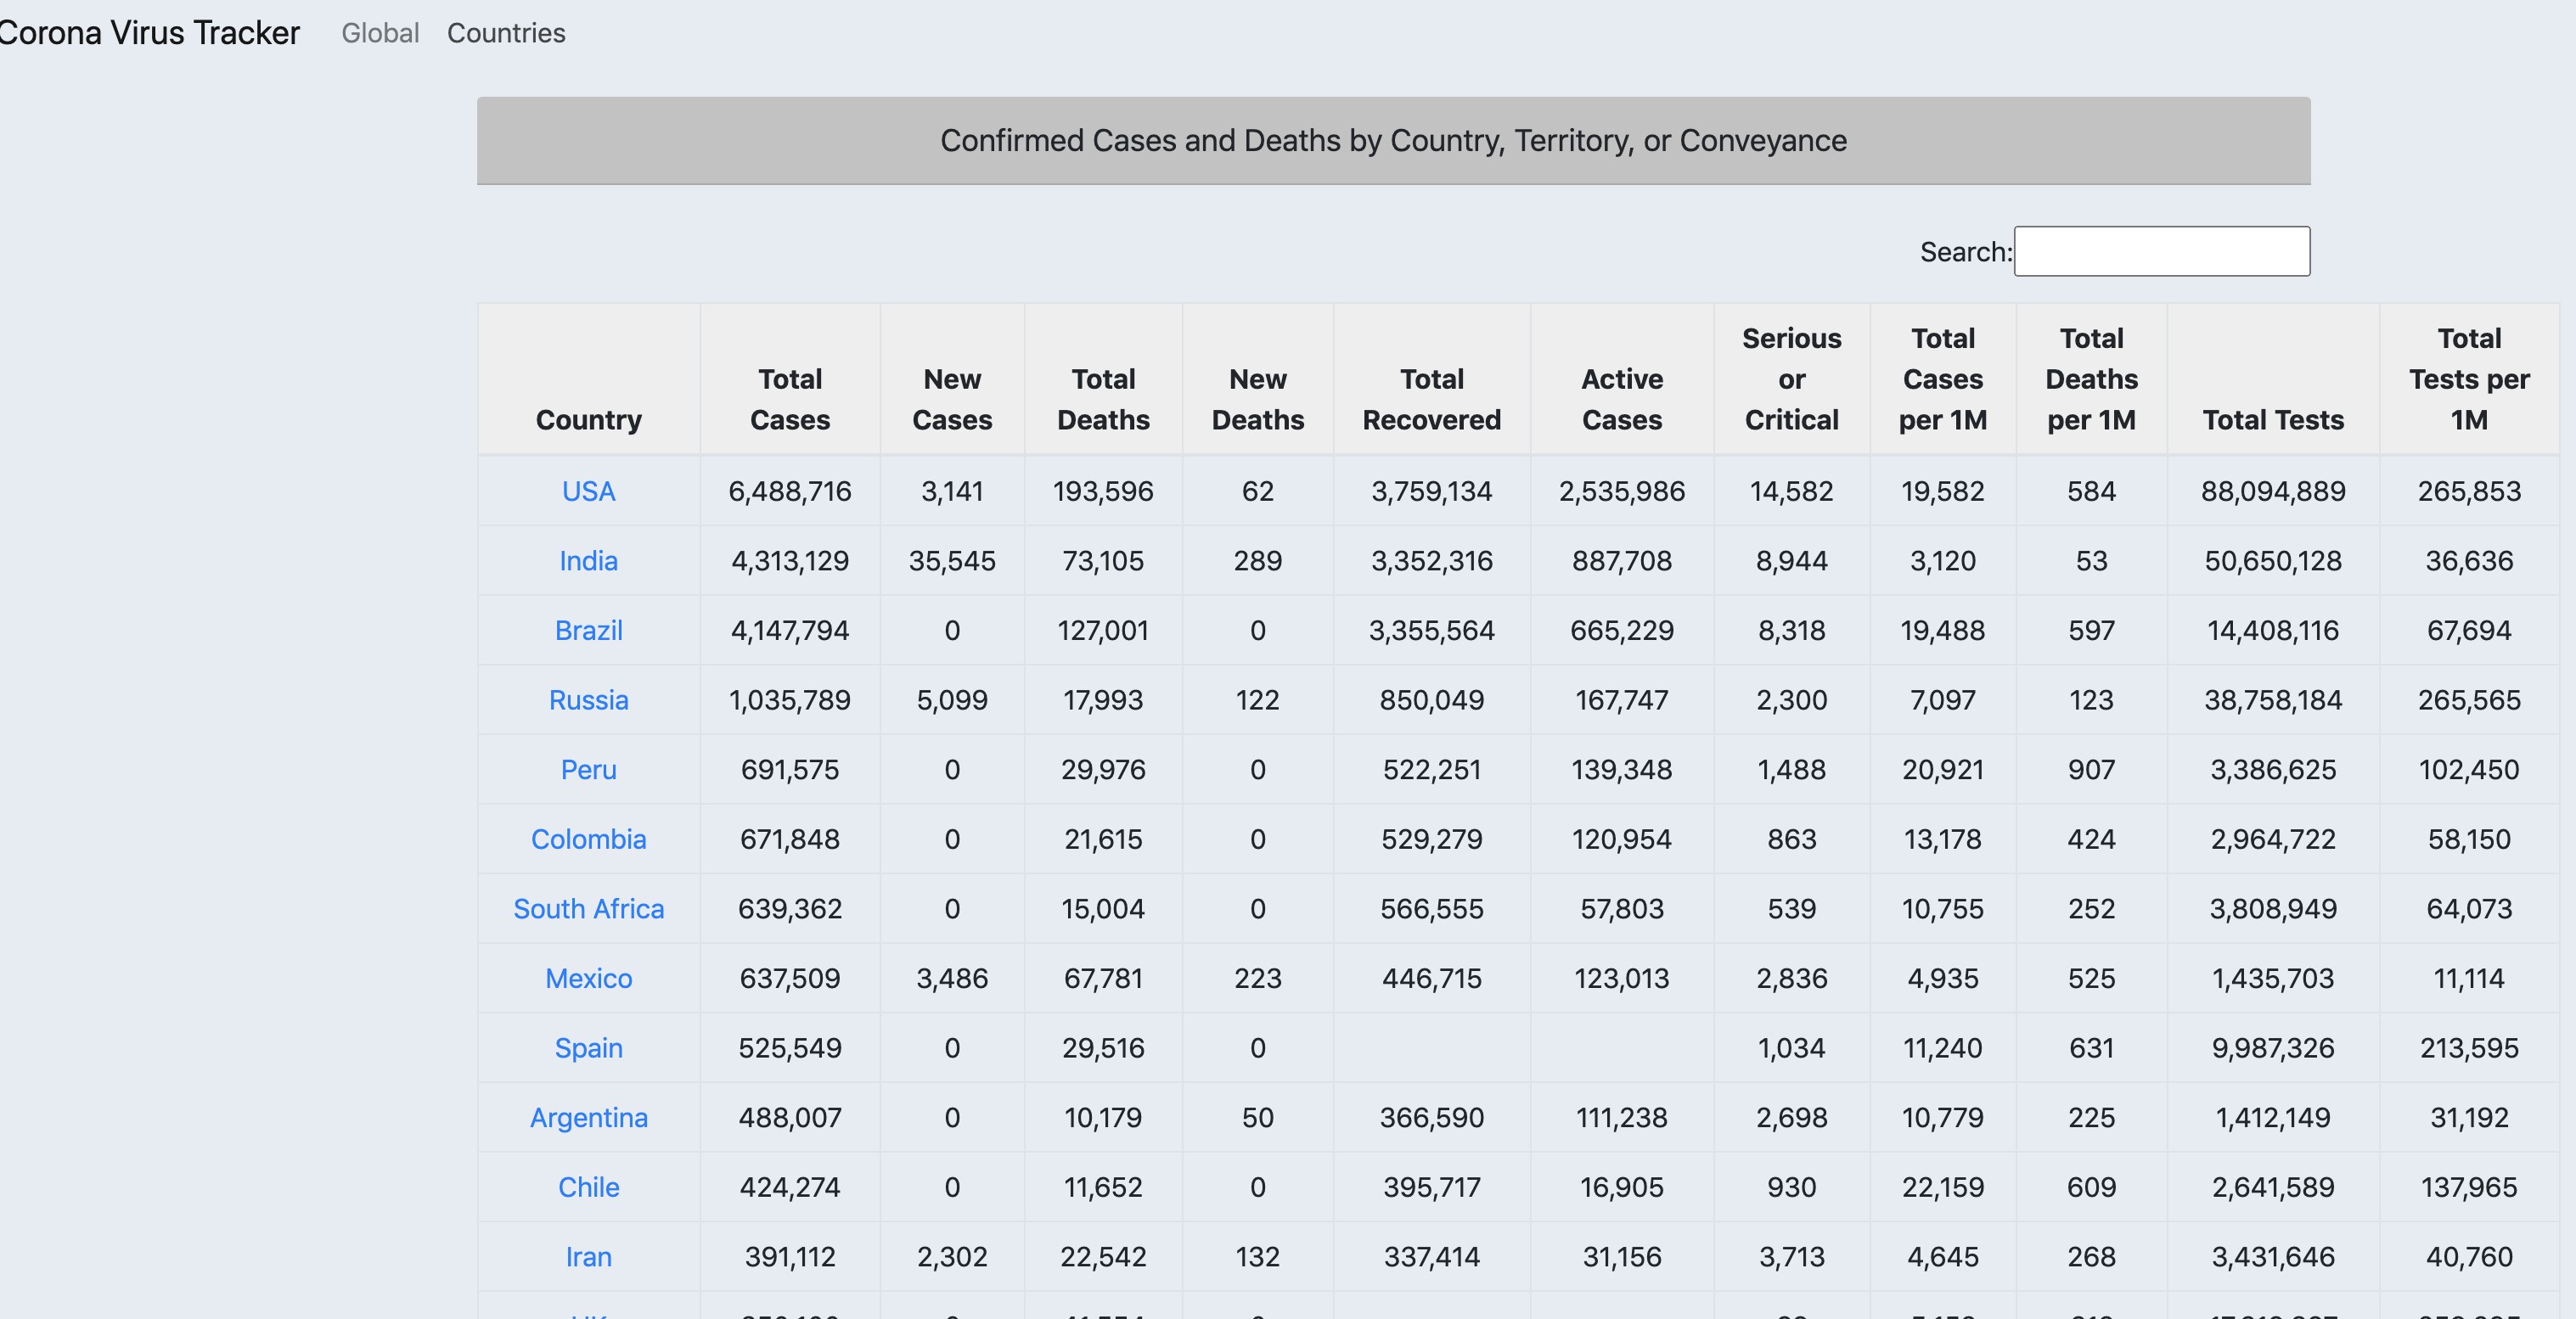 Corona Virus Tracker Global Countries
Confirmed Cases and Deaths by Country, Territory, or Conveyance
Search:
Country Total Cases New Cases Total Deaths New Deaths Total Recovered Active Cases Serious or Critical Total Cases per 1M Total Deaths per 1M Total Tests Total Tests per 1M
USA 6,488,716 3,141 193,596 62 3,759,134 2,535,986 14,582 19,582 584 88,094,889 265,853
India 4,313,129 35,545 73,105 289 3,352,316 887,708 8,944 3,120 53 50,650,128 36,636
Brazil 4,147,794 0 127,001 0 3,355,564 665,229 8,318 19,488 597 14,408,116 67,694
Russia 1,035,789 5,099 17,993 122 850,049 167,747 2,300 7,097 123 38,758,184 265,565
Peru 691,575 0 29,976 0 522,251 139,348 1,488 20,921 907 3,386,625 102,450
Colombia 671,848 0 21,615 0 529,279 120,954 863 13,178 424 2,964,722 58,150
South Africa 639,362 0 15,004 0 566,555 57,803 539 10,755 252 3,808,949 64,073
Mexico 637,509 3,486 67,781 223 446,715 123,013 2,836 4,935 525 1,435,703 11,114
Spain 525,549 0 29,516 0 1,034 11,240 631 9,987,326 213,595
Argentina 488,007 0 10,179 50 366,590 111,238 2,698 10,779 225 1,412,149 31,192
Chile 424,274 0 11,652 0 395,717 16,905 930 22,159 609 2,641,589 137,965
Iran 391,112 2,302 22,542 132 337,414 31,156 3,713 4,645 268 3,431,646 40,760